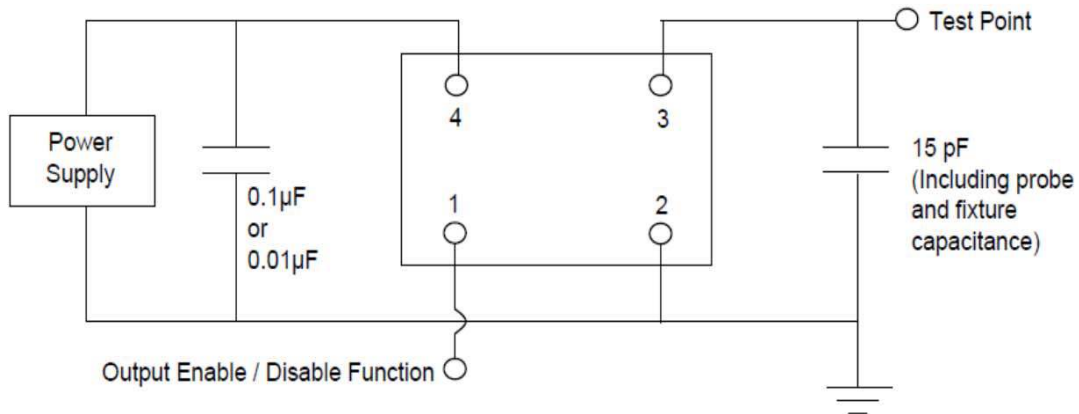 Test Point
4
3
Power
Supply
0.1µF
or
0.01µF
1
2
15 pF
(Including probe
and fixture
capacitance)
Output Enable / Disable Function